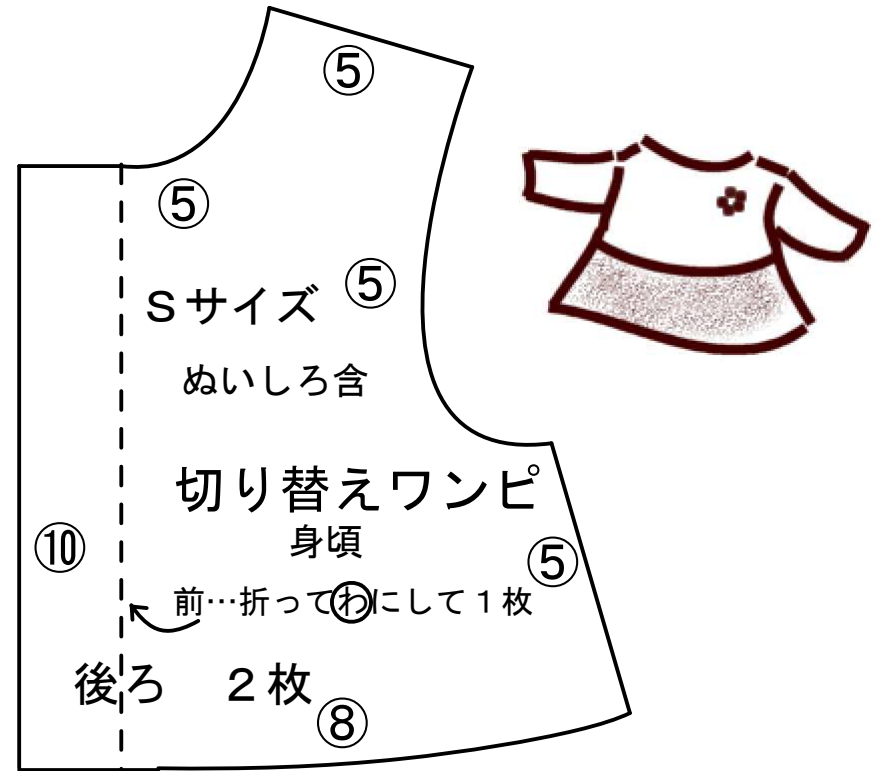 ⑤
⑤
Sサイズ ⑤
ぬいしろ含
切り替えワンピ
身頃
⑩ ⑤
前…折ってわにして1枚
後ろ 2枚
⑧